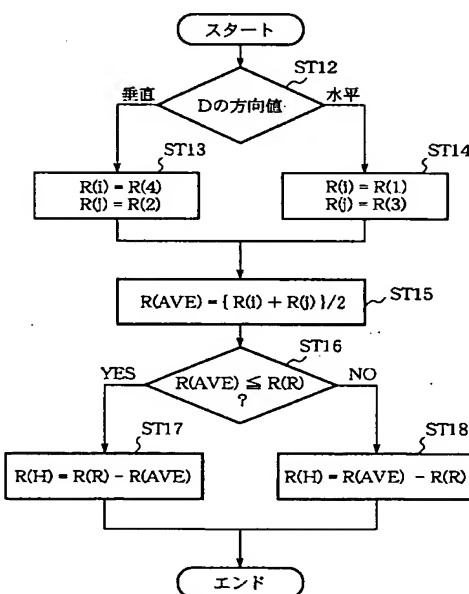 スタート
ST12
垂直
Dの方向値
水平
ST13
R(i) = R(4)
R(j) = R(2)
ST14
R(i) = R(1)
R(j) = R(3)
R(AVE) = { R(i) + R(j) }/2
ST15
ST16
YES
R(AVE) ≦ R(R)
?
NO
ST17
R(H) = R(R) - R(AVE)
ST18
R(H) = R(AVE) - R(R)
エンド